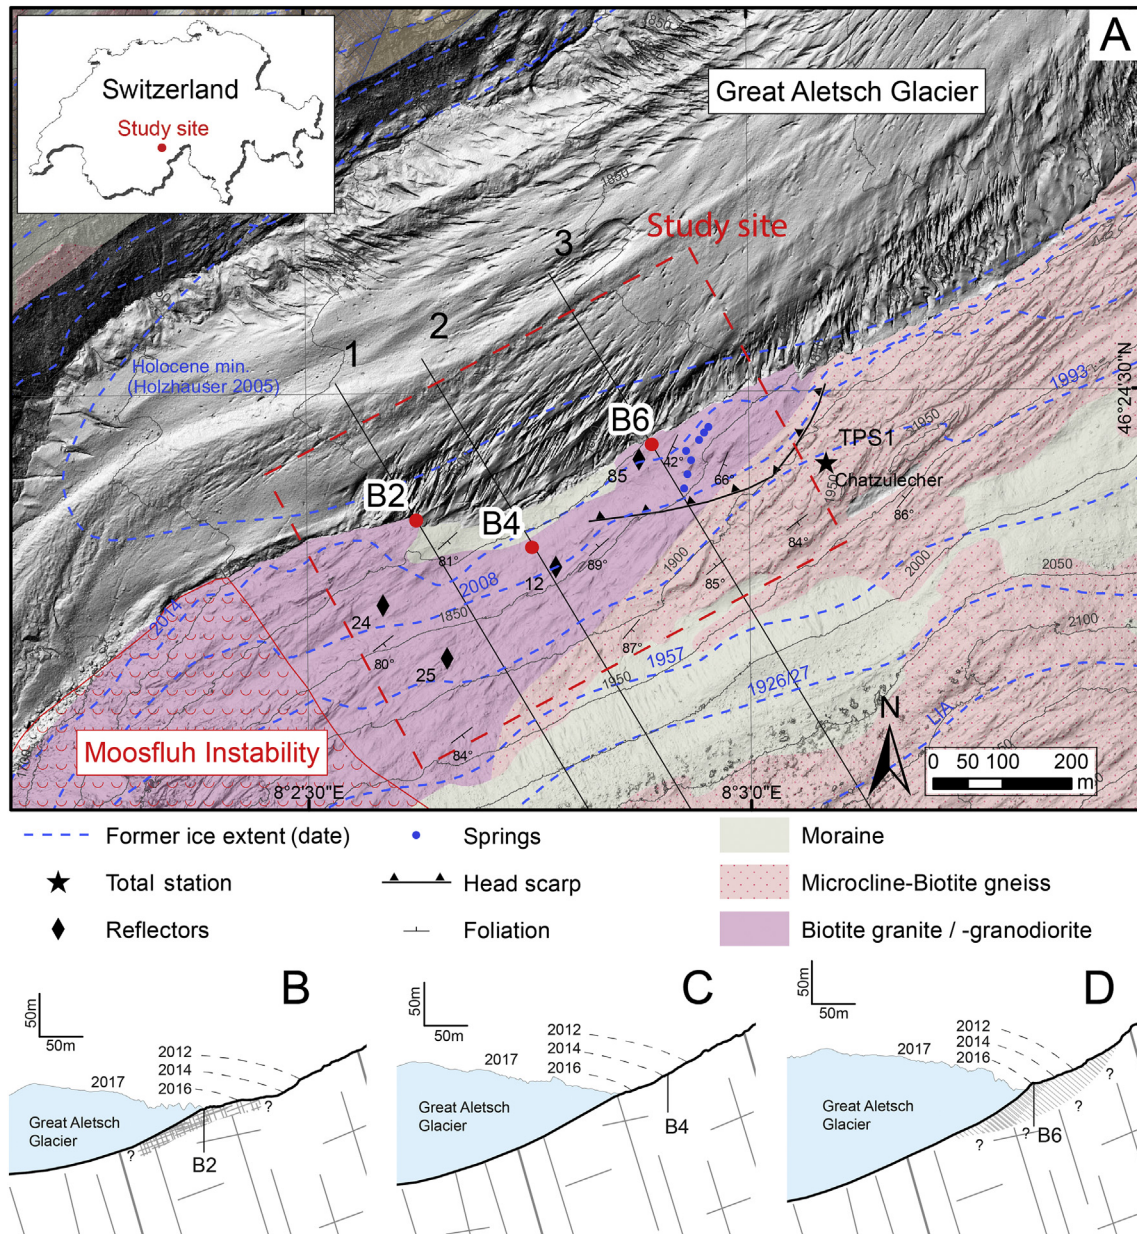 A
Switzerland
Study site
Great Aletsch Glacier
1850
1850
Study site
3
2
1
Holocene min.
(Holzhauser 2005)
46°24'30"N
1993
1950
TPS1
Chatzulecher
1950
B6
85
42°
66°
86°
B2
B4
84°
81°
89°
12
1900
85°
2000
2050
2100
2014
2008
24
1850
80°
87°
25
1957
1950
1926/27
LIA
N
Moosfluh Instability
84°
1700
8°2'30"E
8°3'0"E
0 50 100 200
m
Former ice extent (date)
Springs
Moraine
Total station
Head scarp
Microcline-Biotite gneiss
Reflectors
Foliation
Biotite granite / -granodiorite
B
50m
50m
2012
2014
2016
2017
Great Aletsch
Glacier
?
?
B2
C
50m
50m
2012
2014
2016
2017
Great Aletsch
Glacier
B4
D
50m
50m
2012
2014
2016
2017
Great Aletsch
Glacier
?
?
?
?
B6